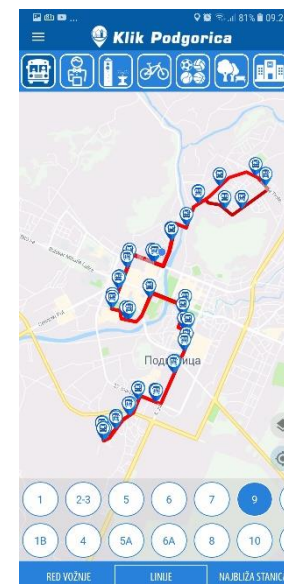 81% 09.2
Klik Podgorica
Подгорица
1 2-3 5 6 7 9
1B 4 5A 6A 8 10
RED VOŽNJE LINIJE NAJBLIŽA STANIC